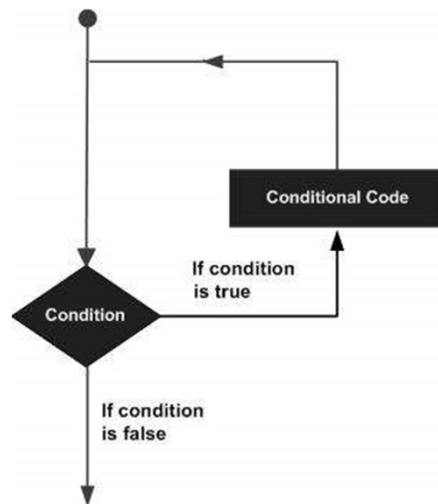 Conditional Code
If condition
is true
Condition
If condition
is false